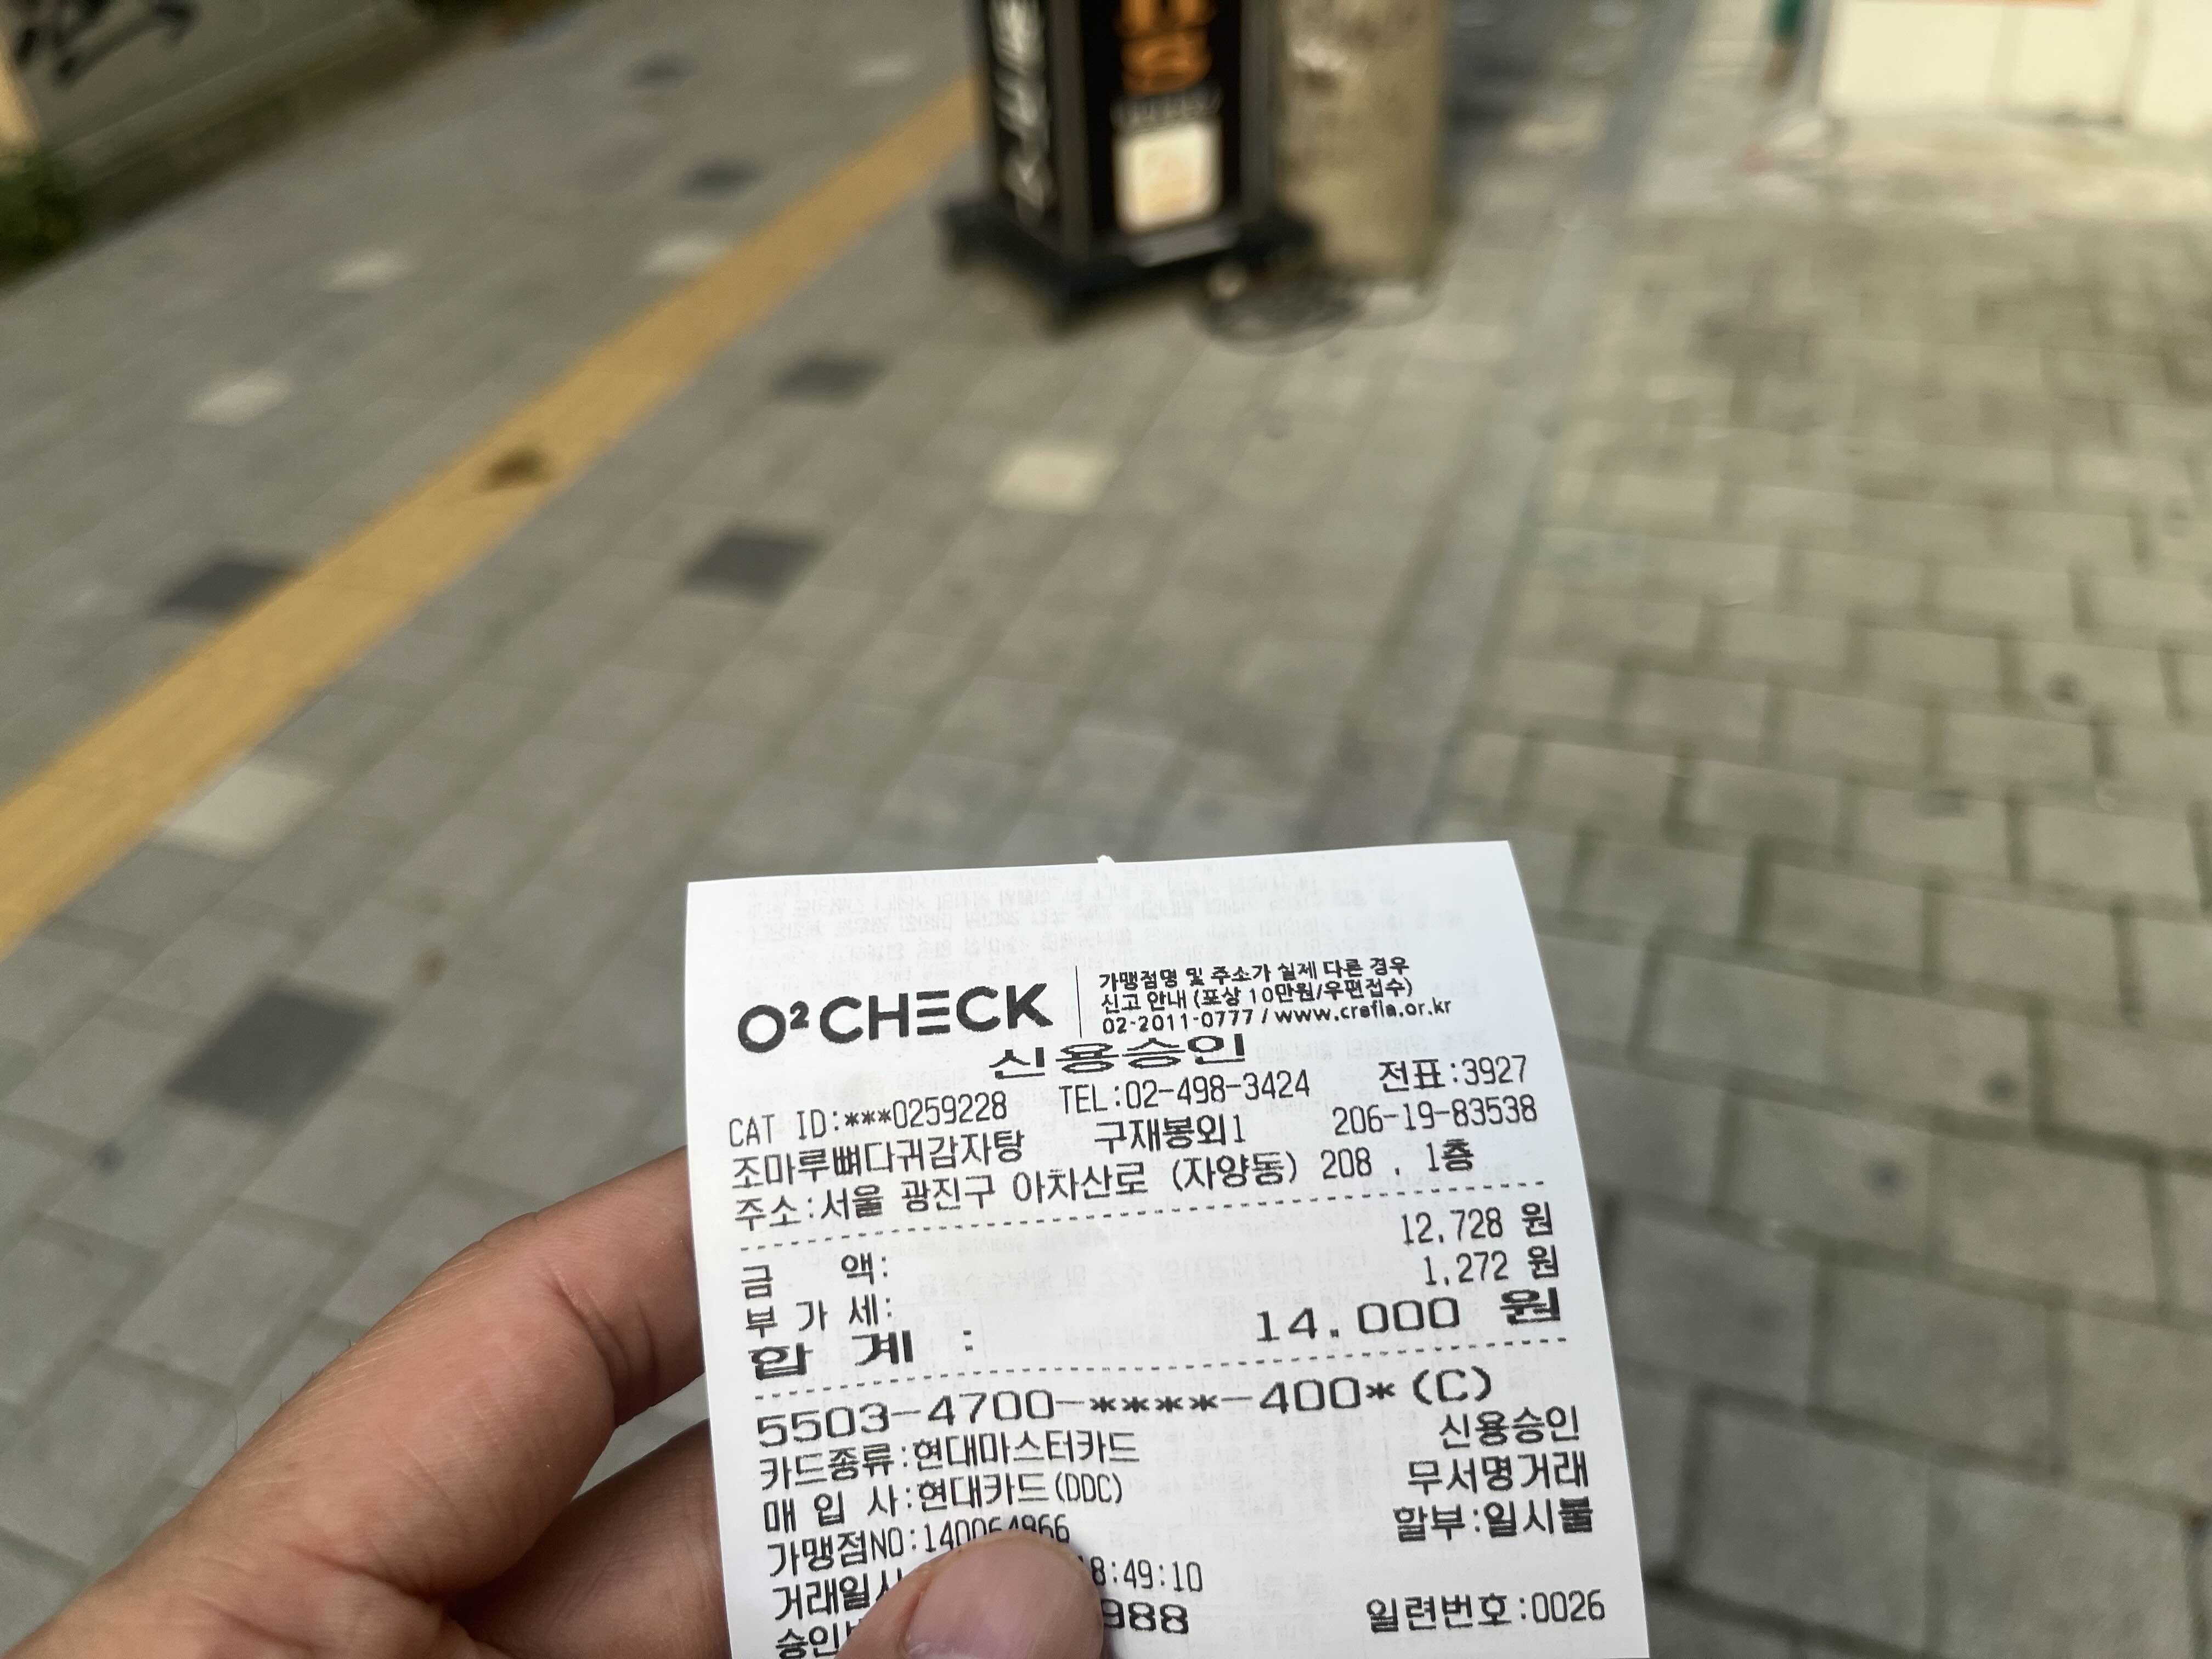 O²CHECK
가맹점명 및 주소가 실제 다른 경우
신고 안내 (포상 10만원/우편접수)
02-2011-0777 / www.crefia.or.kr
신용승인
CAT ID:***0259228 TEL:02-498-3424 전표:3927
조마루뼈다귀감자탕 구재봉외1 206-19-83538
주소:서울 광진구 아차산로 (자양동) 208 , 1층
금 액: 12,728 원
부 가 세: 1,272 원
합 계 : 14,000 원
5503-4700-****-400*(C)
카드종류:현대마스터카드 신용승인
매 입 사:현대카드(DDC) 무서명거래
가맹점NO:140064966 할부:일시불
거래일시 8:49:10
승인 988 일련번호:0026